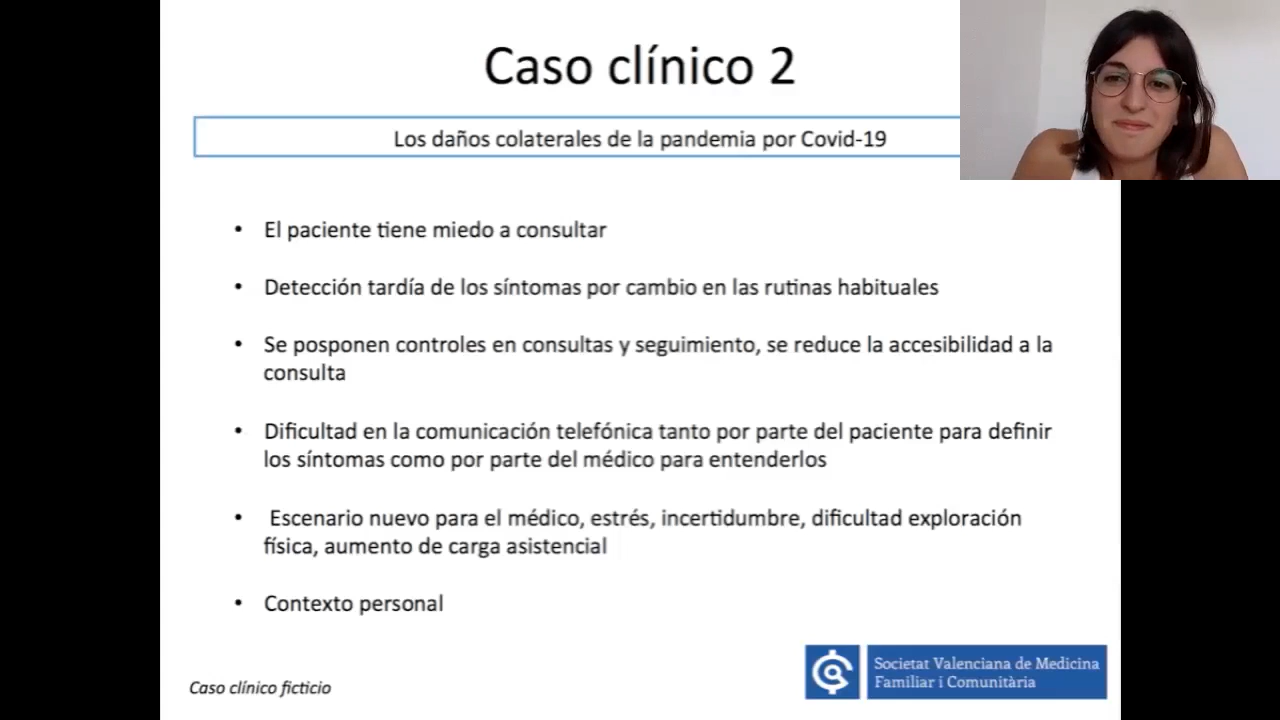 Caso clínico 2
Los daños colaterales de la pandemia por Covid-19
• El paciente tiene miedo a consultar
• Detección tardía de los síntomas por cambio en las rutinas habituales
• Se posponen controles en consultas y seguimiento, se reduce la accesibilidad a la
consulta
• Dificultad en la comunicación telefónica tanto por parte del paciente para definir
los síntomas como por parte del médico para entenderlos
• Escenario nuevo para el médico, estrés, incertidumbre, dificultad exploración
física, aumento de carga asistencial
• Contexto personal
Societat Valenciana de Medicina
Familiar i Comunitària
Caso clínico ficticio